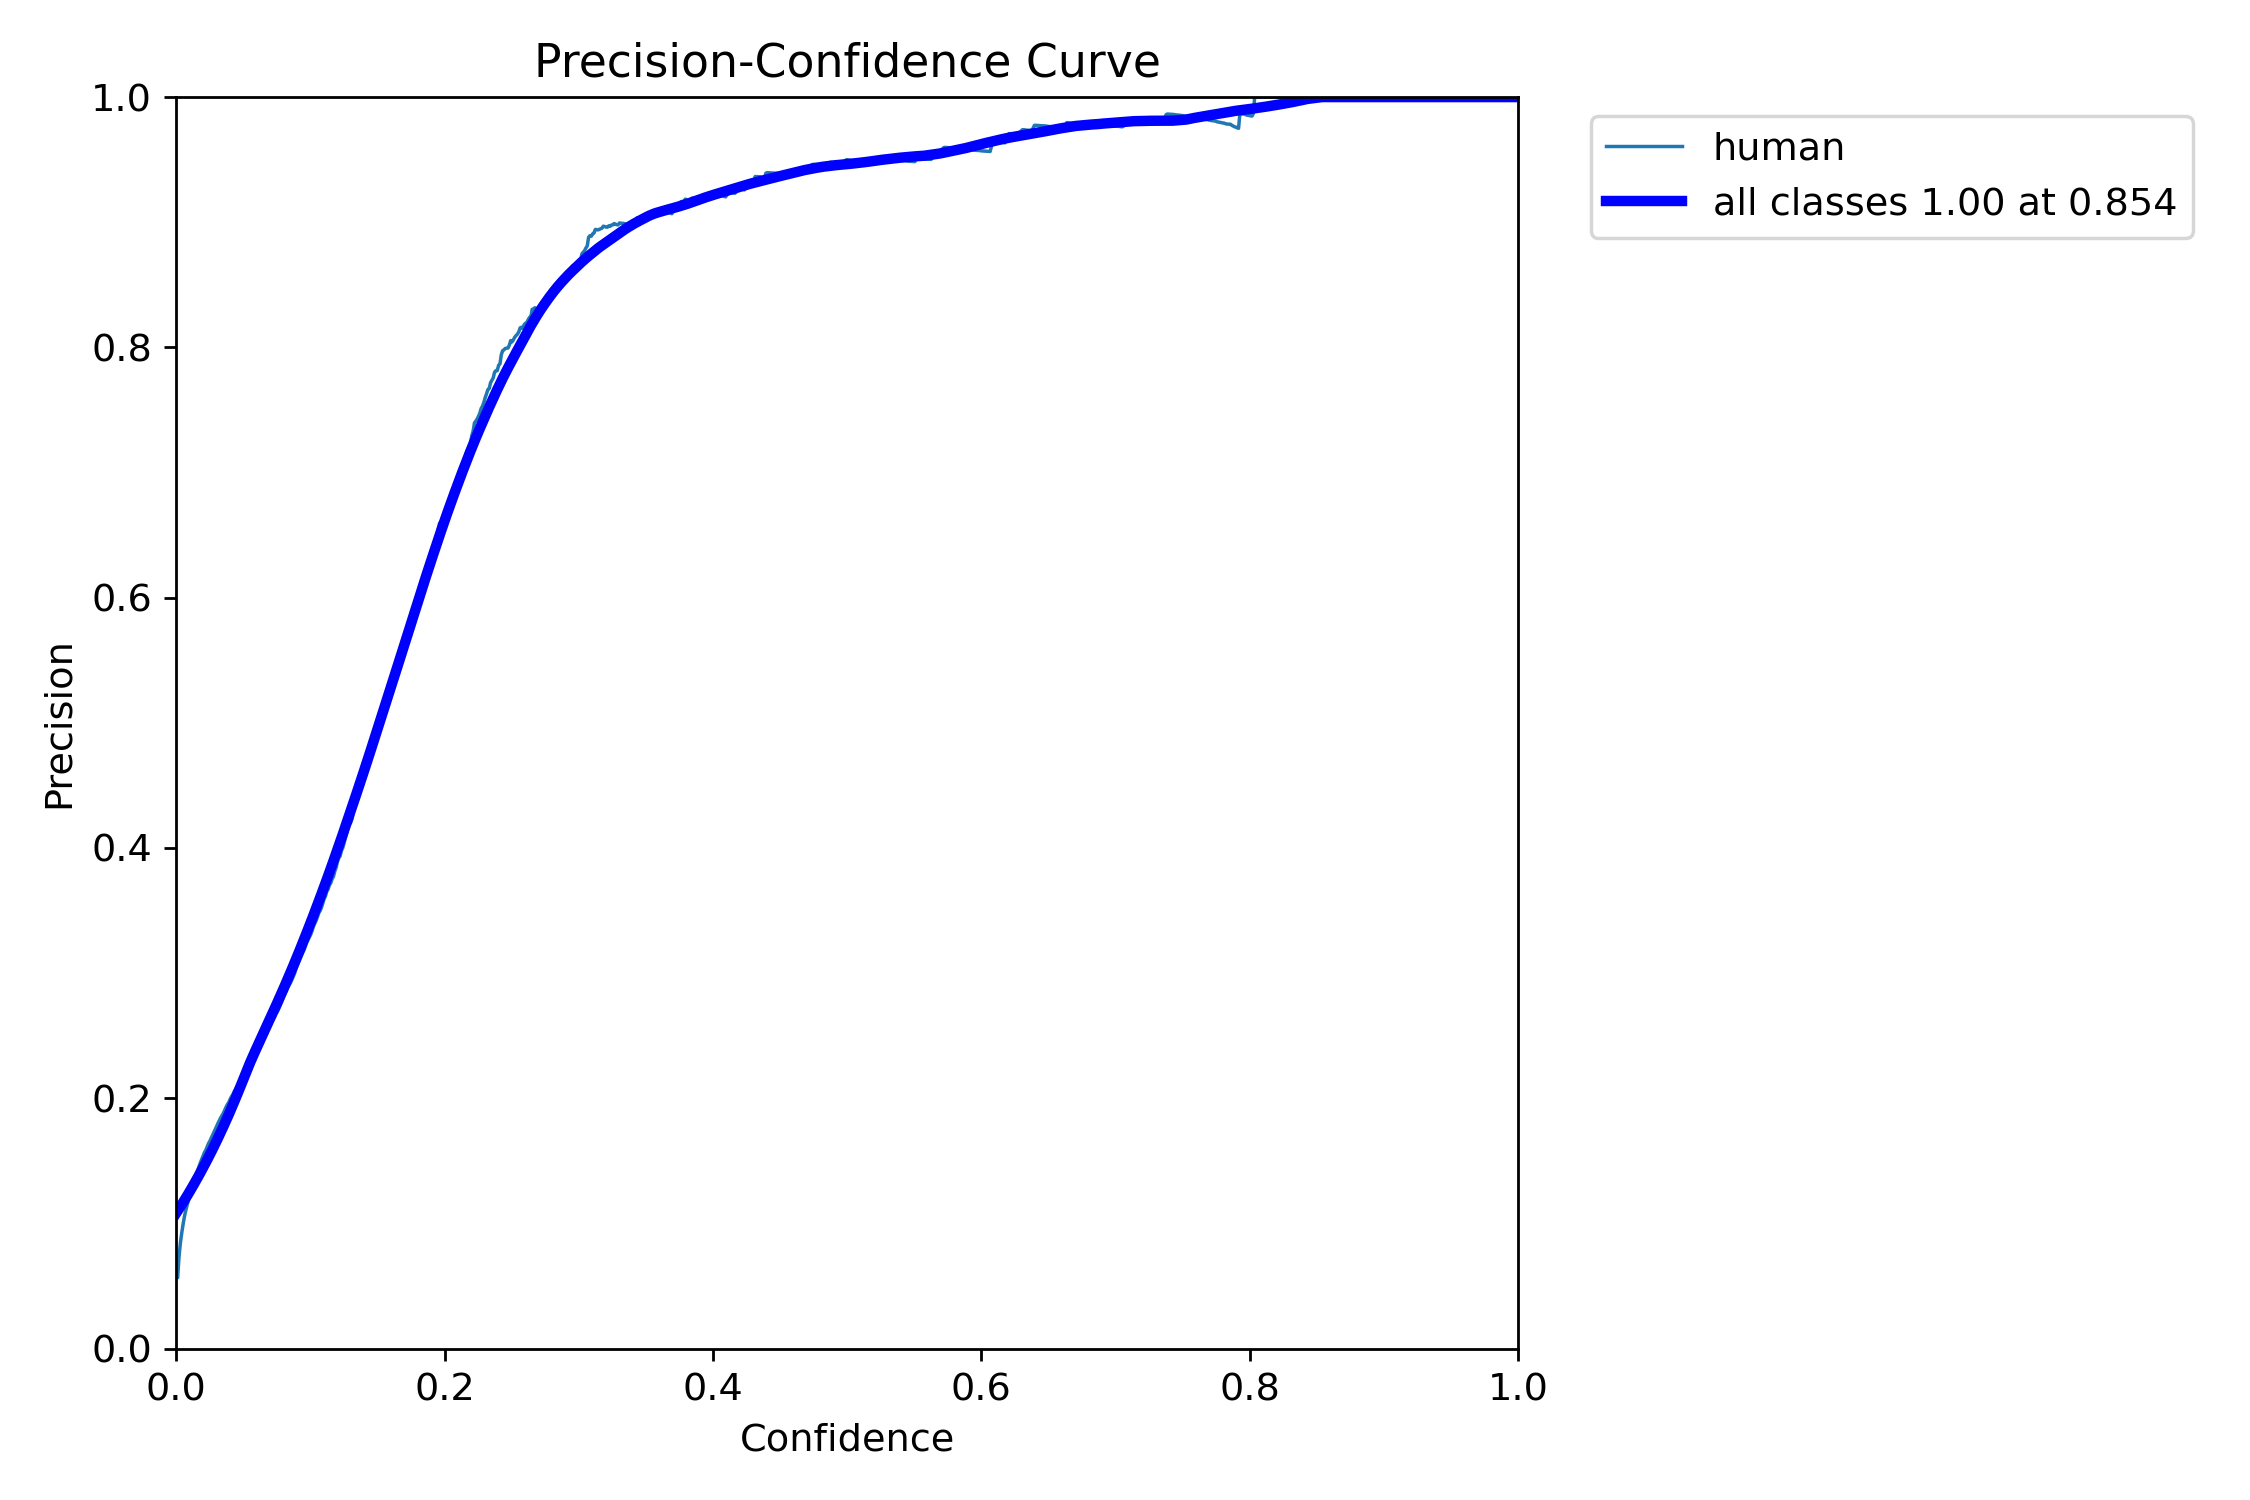 Precision-Confidence Curve
1.0
0.8
0.6
0.4
0.2
0.0
Precision
0.0 0.2 0.4 0.6 0.8 1.0
Confidence
human
all classes 1.00 at 0.854